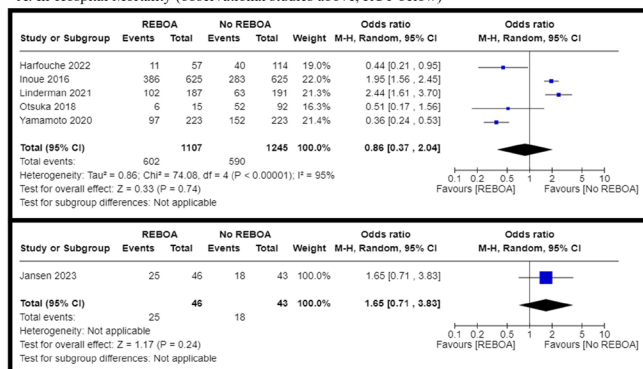 REBOA No REBOA Odds ratio Odds ratio
Study or Subgroup Events Total Events Total Weight M-H, Random, 95% CI M-H, Random, 95% CI
Harfouche 2022 11 57 40 114 19.0% 0.44 [0.21 , 0.95]
Inoue 2016 386 625 283 625 21.8% 1.95 [1.56 , 2.45]
Linderman 2021 102 187 63 191 21.3% 2.44 [1.61 , 3.70]
Otsuka 2018 6 15 52 92 16.5% 0.51 [0.17 , 1.56]
Yamamoto 2020 97 223 152 223 21.4% 0.36 [0.24 , 0.53]
Total (95% CI) 1107 1245 100.0% 0.86 [0.37 , 2.04]
Total events: 602 590
Heterogeneity: Tau² = 0.86; Chi² = 74.08, df = 4 (P < 0.00001); I² = 95%
0.1 0.2 0.5 1 2 5 10
Test for overall effect: Z = 0.33 (P = 0.74)
Favours [REBOA] Favours [No REBOA]
Test for subgroup differences: Not applicable
REBOA No REBOA Odds ratio Odds ratio
Study or Subgroup Events Total Events Total Weight M-H, Random, 95% CI M-H, Random, 95% CI
Jansen 2023 25 46 18 43 100.0% 1.65 [0.71 , 3.83]
Total (95% CI) 46 43 100.0% 1.65 [0.71 , 3.83]
Total events: 25 18
Heterogeneity: Not applicable
0.1 0.2 0.5 1 2 5 10
Test for overall effect: Z = 1.17 (P = 0.24)
Favours [REBOA] Favours [No REBOA]
Test for subgroup differences: Not applicable